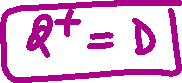 Q⁺ = D